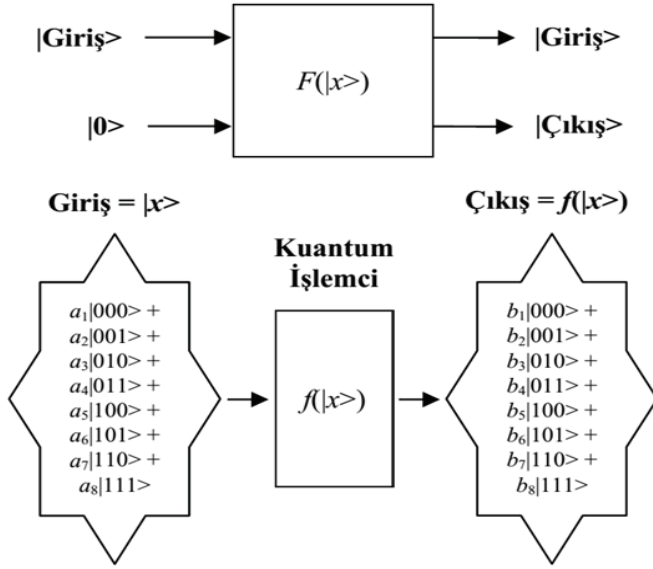 |Giriş> F(|x>) |Giriş>
|0> |Çıkış>
Giriş = |x>
Kuantum
İşlemci
Çıkış = f(|x>)
a₁|000> +
a₂|001> +
a₃|010> +
a₄|011> +
a₅|100> +
a₆|101> +
a₇|110> +
a₈|111>
f(|x>)
b₁|000> +
b₂|001> +
b₃|010> +
b₄|011> +
b₅|100> +
b₆|101> +
b₇|110> +
b₈|111>